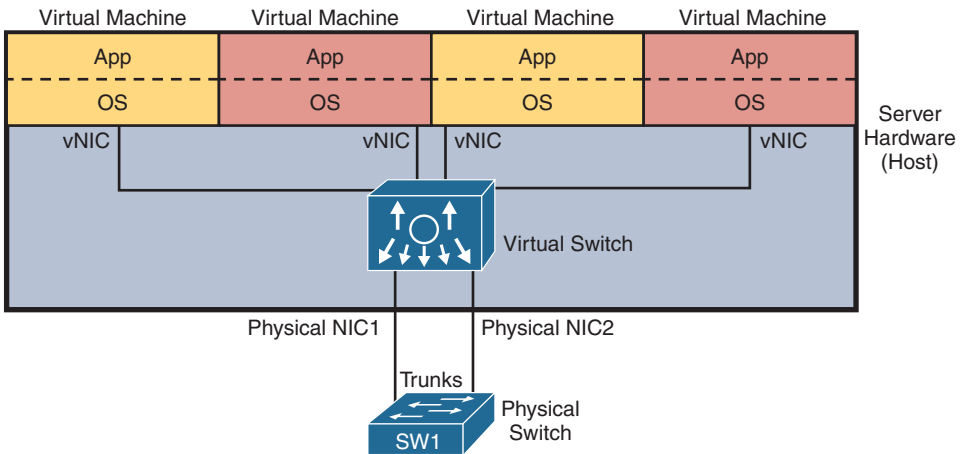 Virtual Machine
Virtual Machine
Virtual Machine
Virtual Machine
App
App
App
App
OS
OS
OS
OS
vNIC
vNIC
vNIC
vNIC
Server
Hardware
(Host)
Virtual Switch
Physical NIC1
Physical NIC2
Trunks
Physical
Switch
SW1